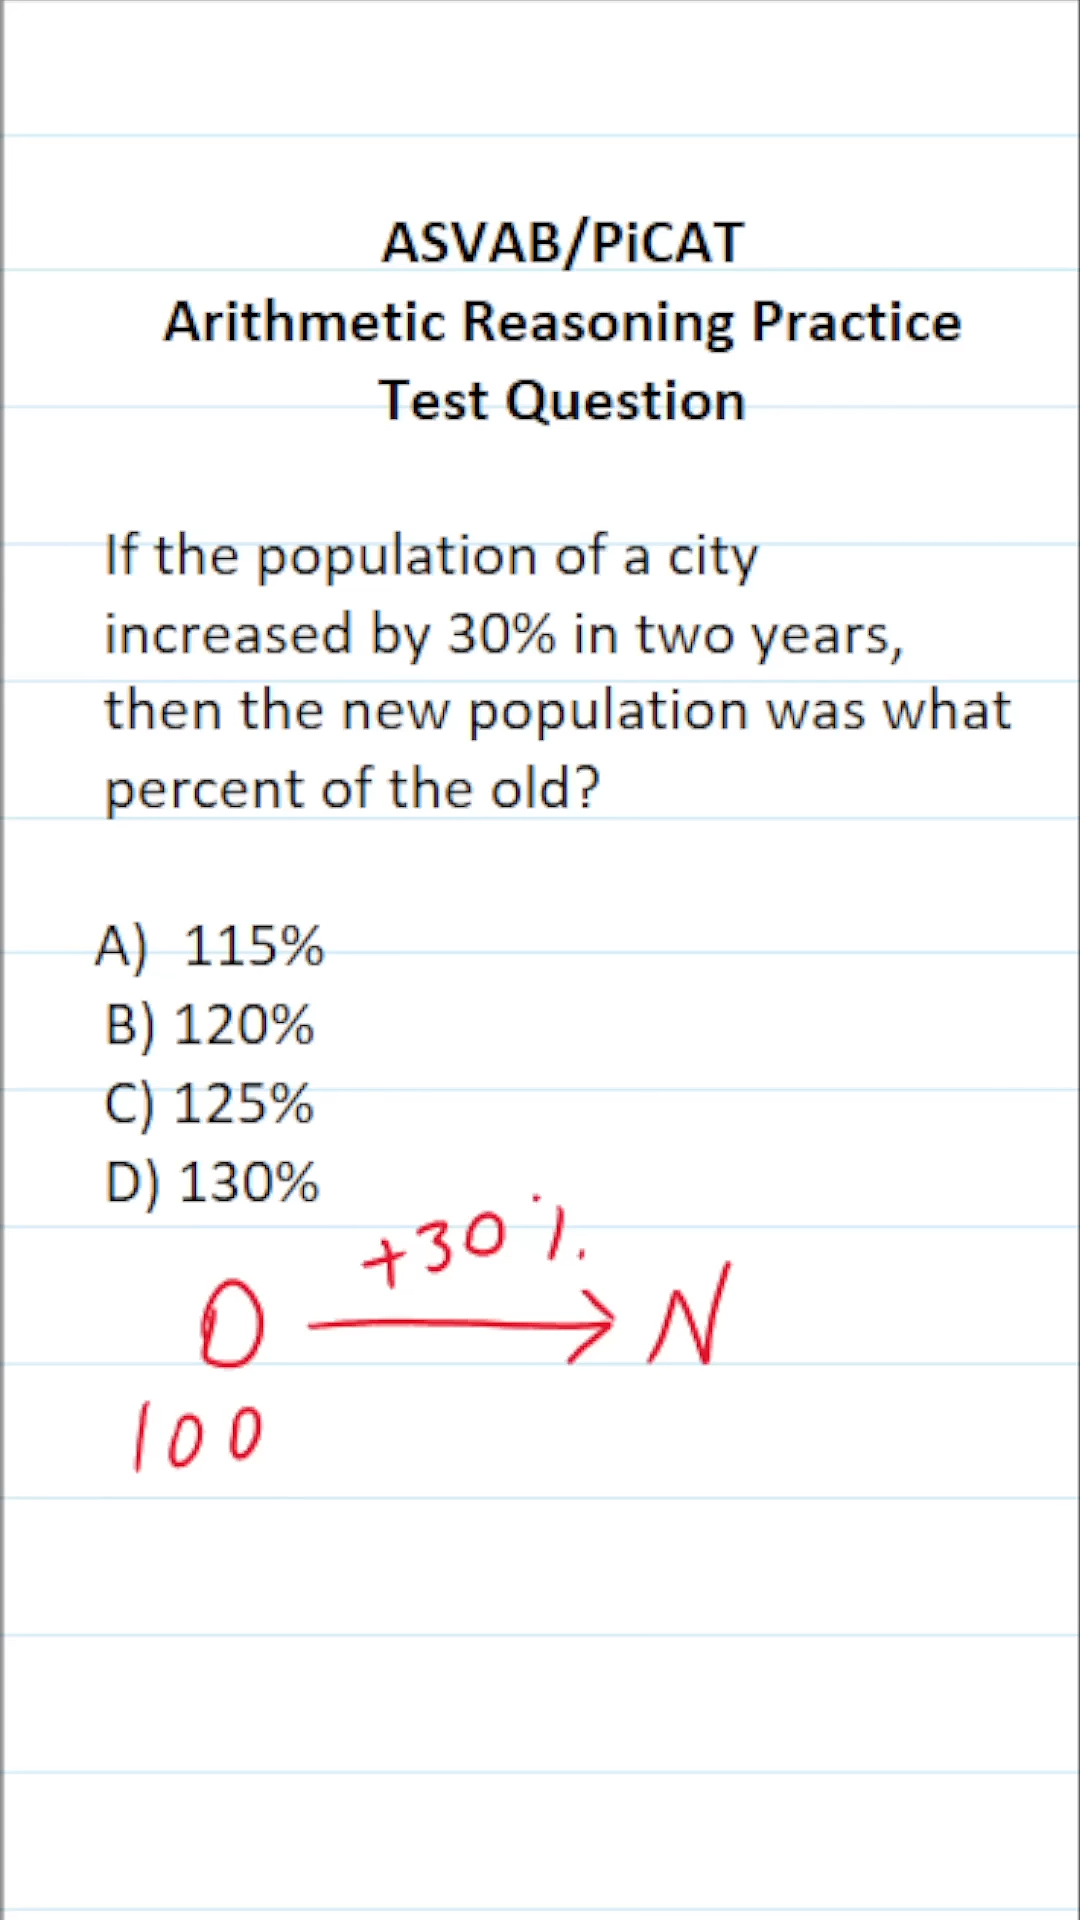 ASVAB/PiCAT
Arithmetic Reasoning Practice
Test Question
If the population of a city
increased by 30% in two years,
then the new population was what
percent of the old?
A) 115%
B) 120%
C) 125%
D) 130%
+30%
O → N
100